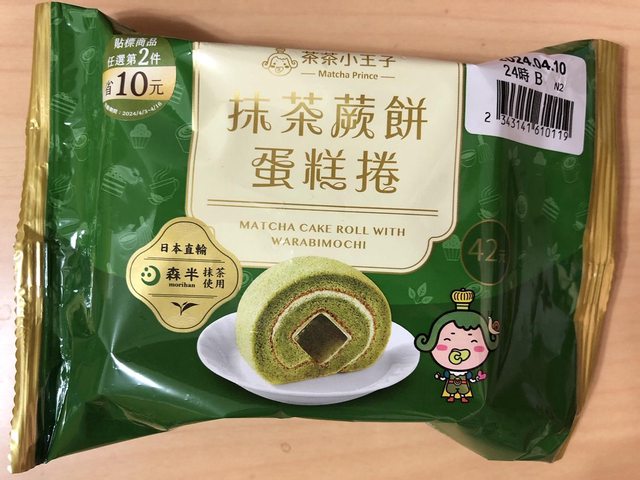 貼標商品
任選第2件
省10元
2024/4/3-4/16
茶茶小王子
Matcha Prince
2024.04.10
24時 B
N2
2 343141 610119
抹茶蕨餅
蛋糕捲
MATCHA CAKE ROLL WITH
WARABIMOCHI
42元
日本直輸
森半
morihan
抹茶
使用